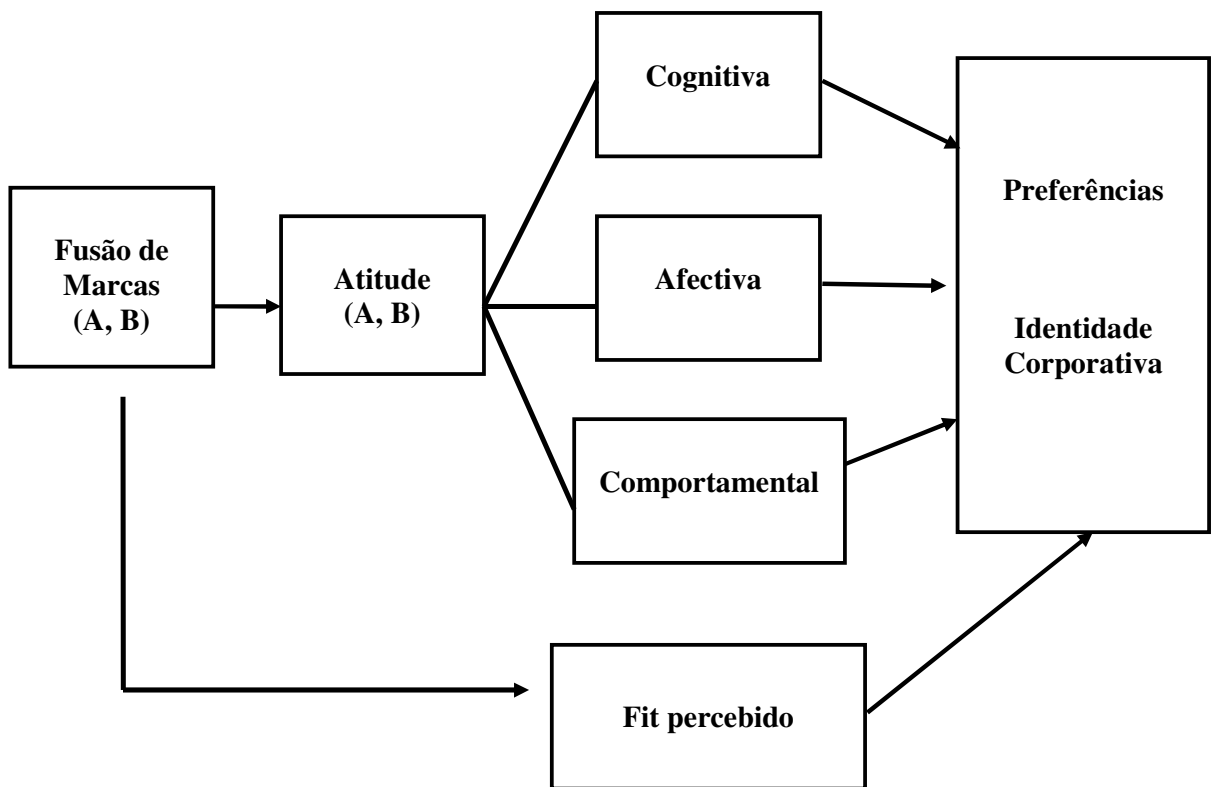 Cognitiva
Preferências
Fusão de
Marcas
(A, B)
Atitude
(A, B)
Afectiva
Identidade
Corporativa
Comportamental
Fit percebido